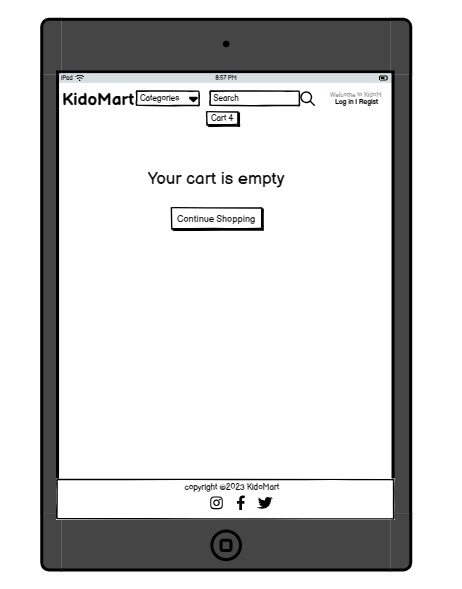 iPad 8:57 PM
KidoMart Categories Search Welcome to KidoM
Log in I Regist
Cart 4
Your cart is empty
Continue Shopping
copyright ©2023 KidoMart